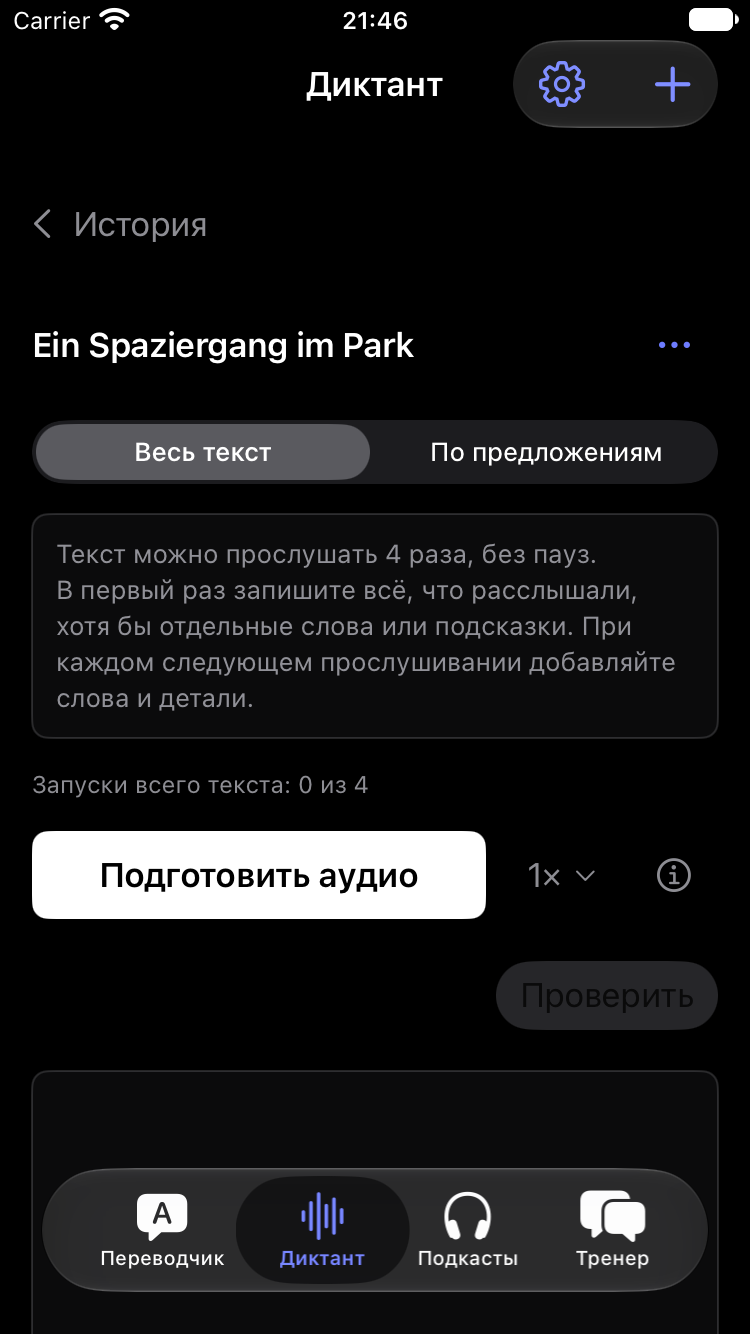 Carrier 21:46
Диктант
История
Ein Spaziergang im Park
Весь текст По предложениям
Текст можно прослушать 4 раза, без пауз.
В первый раз запишите всё, что расслышали,
хотя бы отдельные слова или подсказки. При
каждом следующем прослушивании добавляйте
слова и детали.
Запуски всего текста: 0 из 4
Подготовить аудио 1×
Проверить
A
Переводчик Диктант Подкасты Тренер